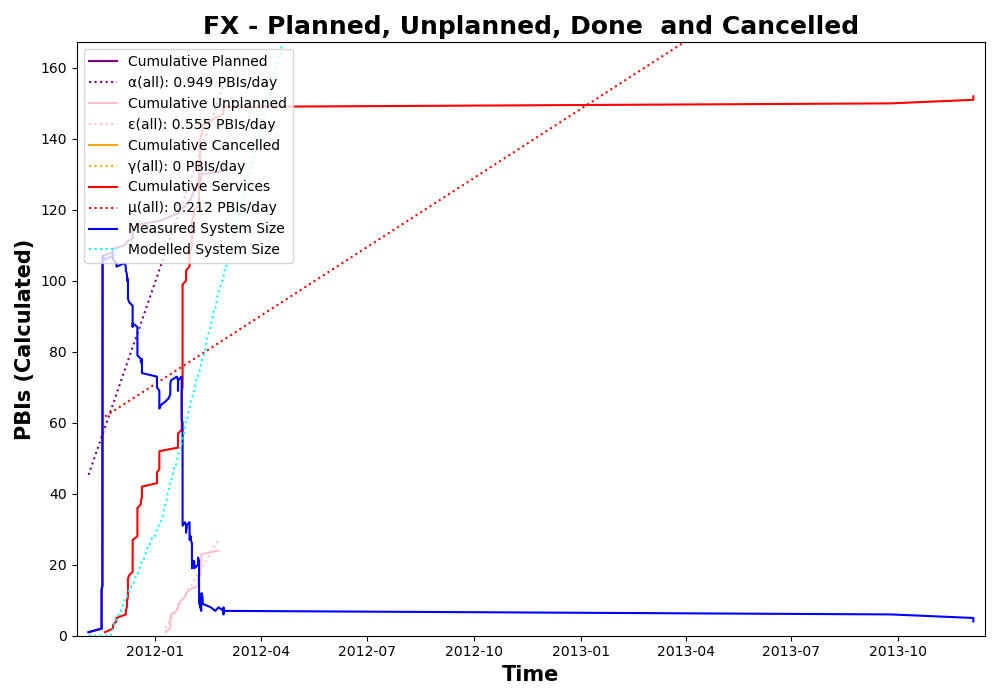 FX - Planned, Unplanned, Done  and Cancelled
PBIs (Calculated)
160
140
120
100
80
60
40
20
0
Cumulative Planned
α(all): 0.949 PBIs/day
Cumulative Unplanned
ε(all): 0.555 PBIs/day
Cumulative Cancelled
γ(all): 0 PBIs/day
Cumulative Services
μ(all): 0.212 PBIs/day
Measured System Size
Modelled System Size
2012-01 2012-04 2012-07 2012-10 2013-01 2013-04 2013-07 2013-10
Time